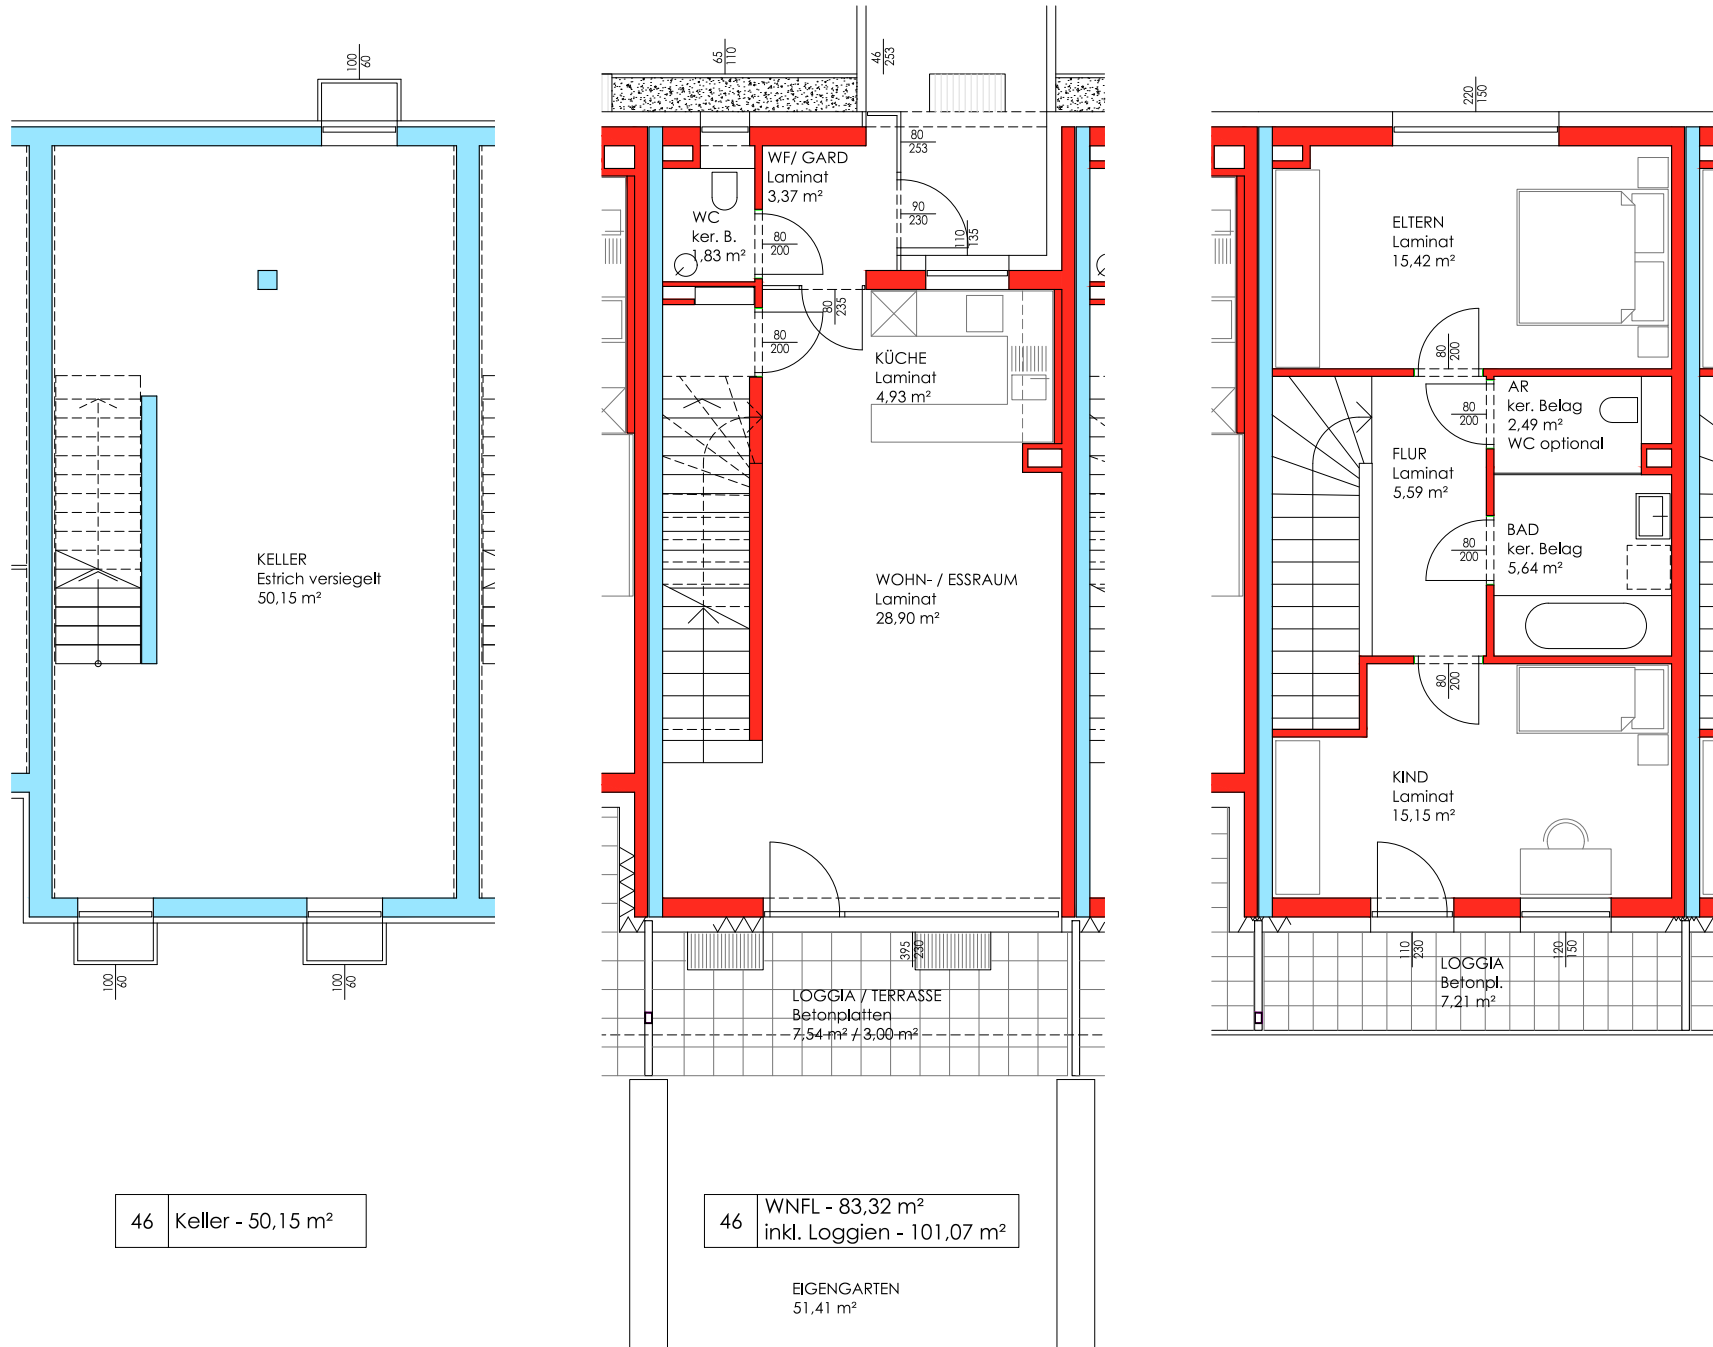 100
60
KELLER
Estrich versiegelt
50,15 m²
100
60
100
60
46 Keller - 50,15 m²
65
110
46
253
80
253
WF/ GARD
Laminat
3,37 m²
WC
ker. B.
1,83 m²
80
200
90
230
110
135
80
235
80
200
KÜCHE
Laminat
4,93 m²
WOHN- / ESSRAUM
Laminat
28,90 m²
395
230
LOGGIA / TERRASSE
Betonplatten
7,54 m² / 3,00 m²
46
WNFL - 83,32 m²
inkl. Loggien - 101,07 m²
EIGENGARTEN
51,41 m²
220
150
ELTERN
Laminat
15,42 m²
80
200
AR
ker. Belag
2,49 m²
WC optional
80
200
FLUR
Laminat
5,59 m²
BAD
ker. Belag
5,64 m²
80
200
80
200
KIND
Laminat
15,15 m²
110
230
120
150
LOGGIA
Betonpl.
7,21 m²